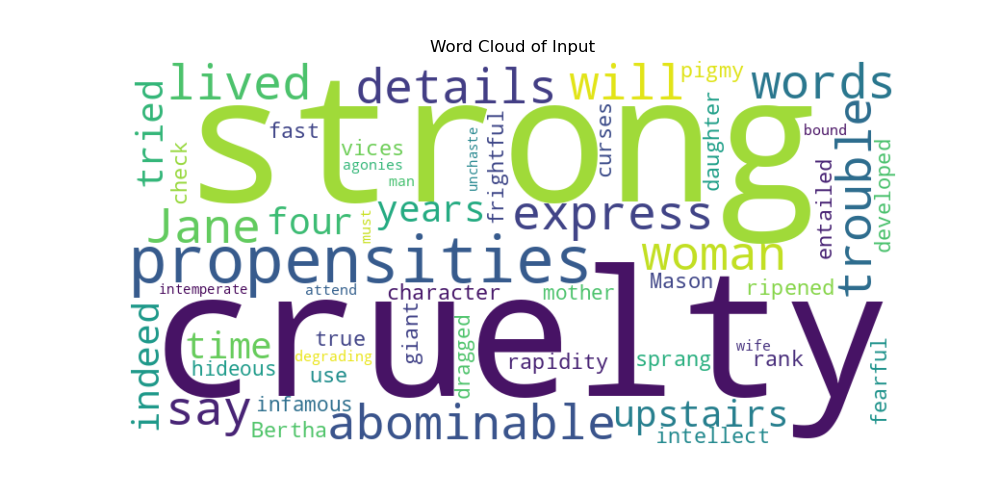 Word Cloud of Input
lived
details
will
pigmy
words
strong
tried
fast
vices
agonies
man
unchaste
frightful
curses
daughter
bound
troubled
check
Jane
four
years
must
express
entailed
developed
propensities
woman
Mason
ripened
intemperate
attend
character
mother
cruelty
indeed
time
hideous
true
degrading
use
giant
dragged
rapidity
sprang
wife
rank
fearful
say
infamous
Bertha
abominable
upstairs
intellect